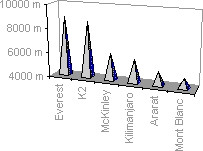 10000 m
8000 m
6000 m
4000 m
Everest
K2
McKinley
Kilimanjaro
Ararat
Mont Blanc